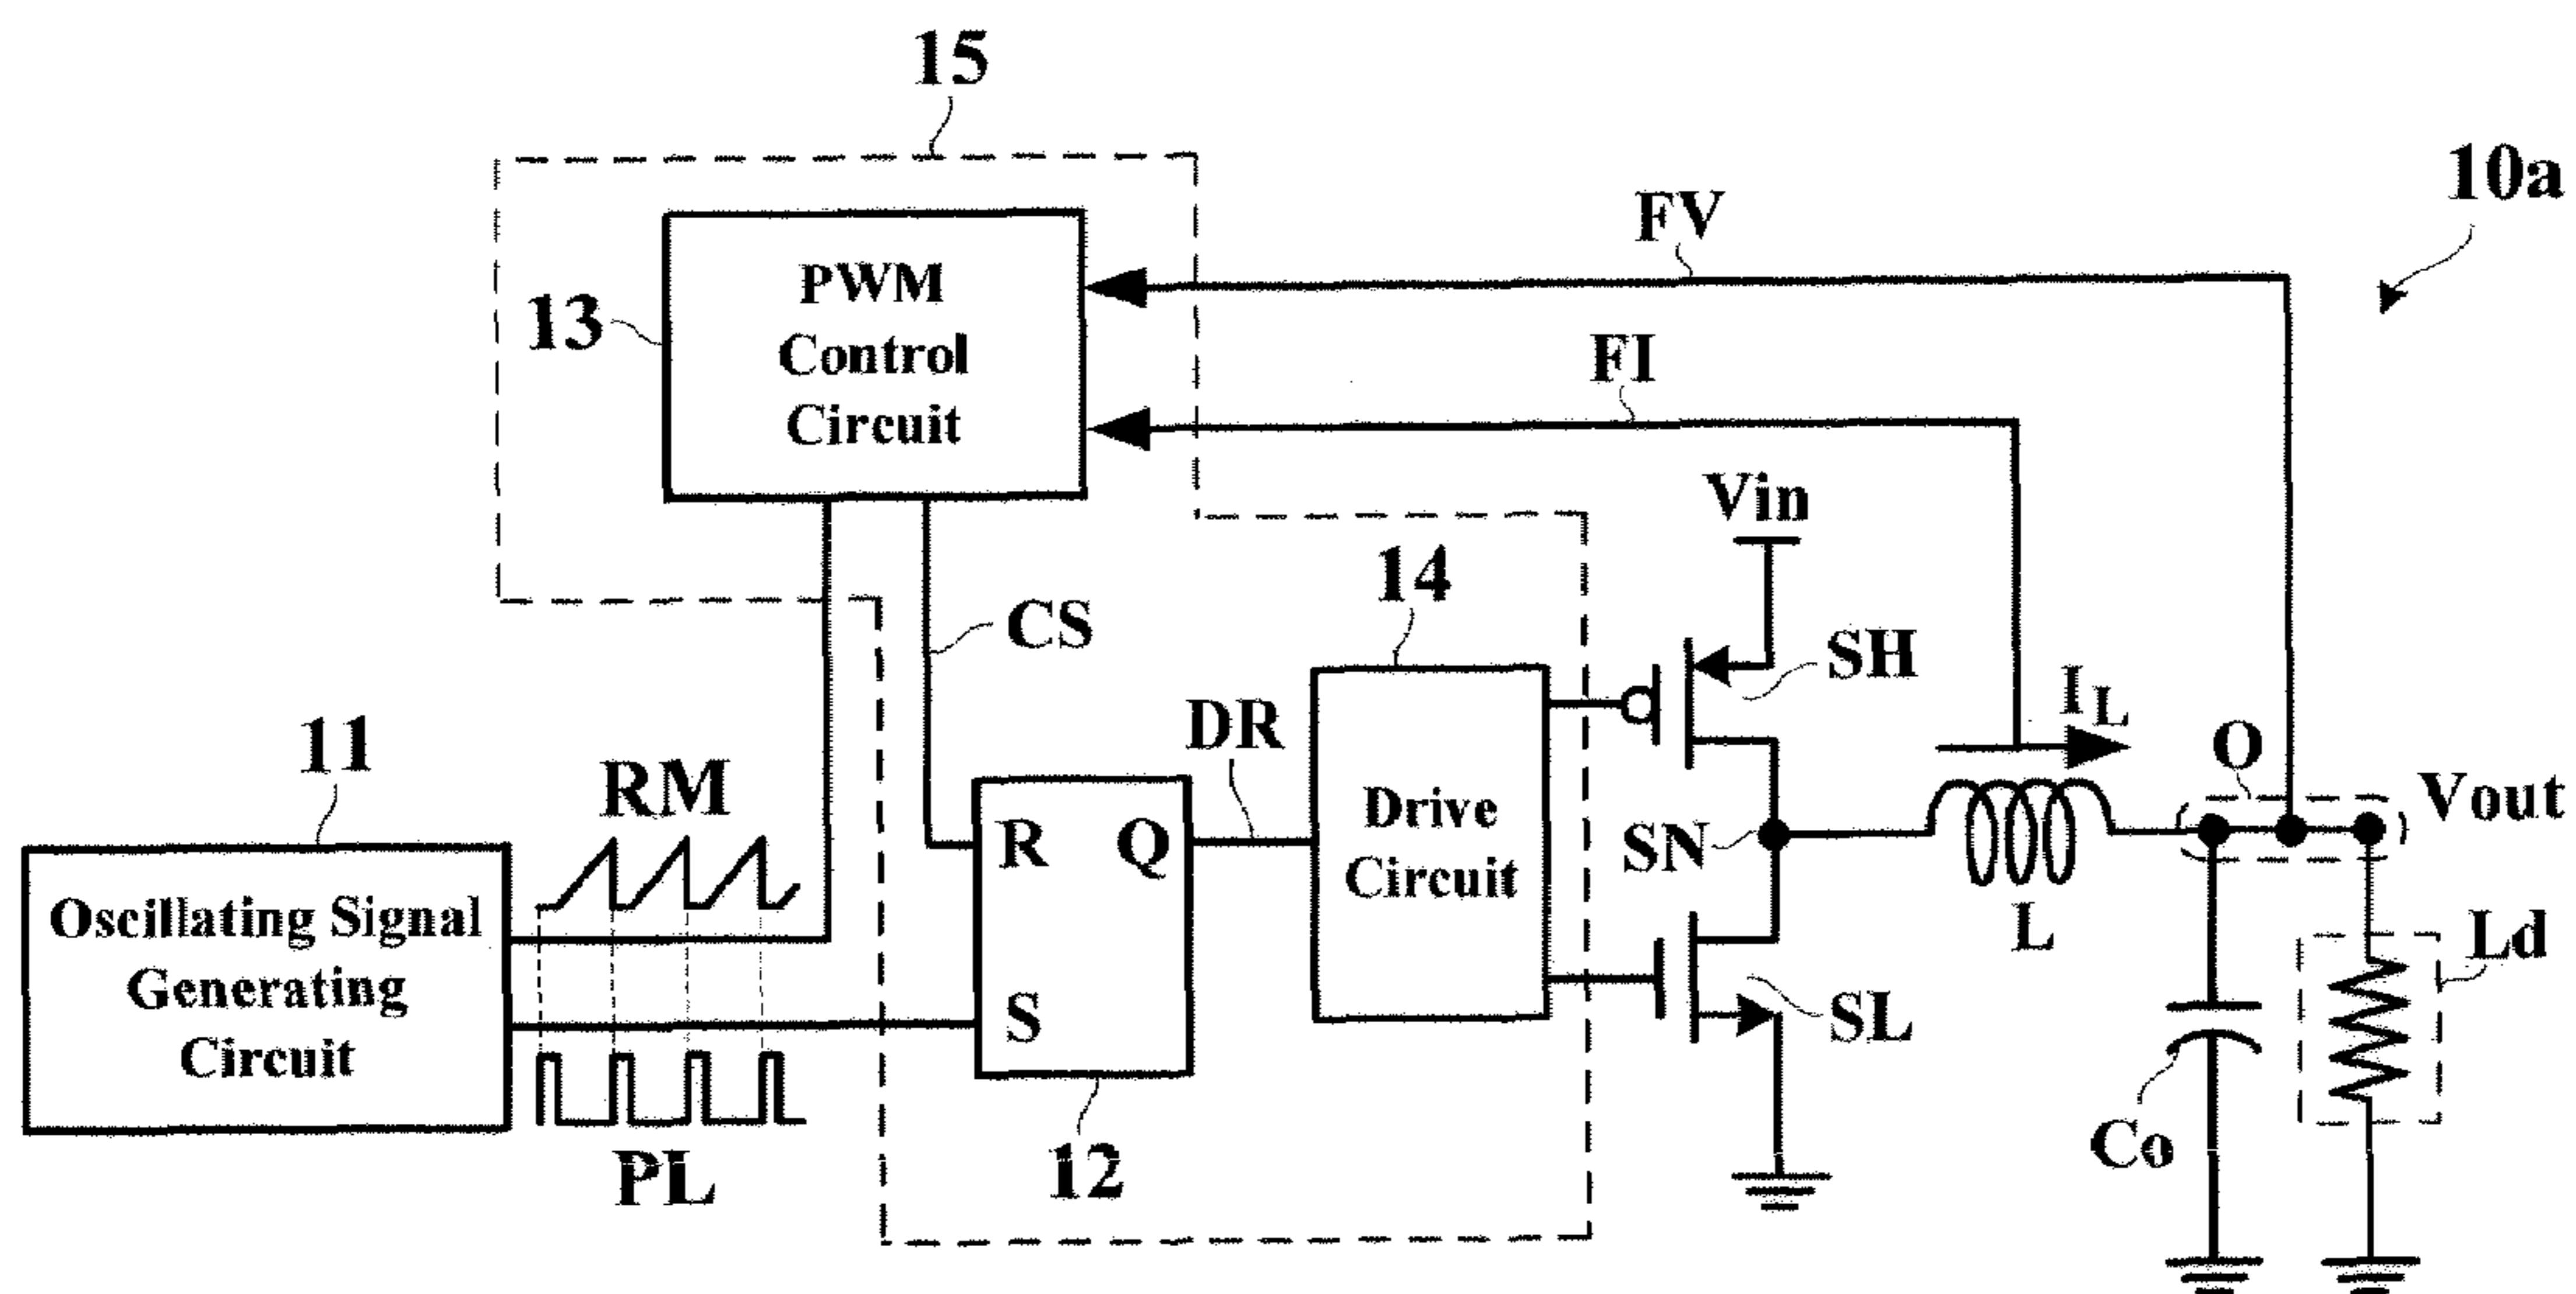 15
10a
FV
PWM
Control
Circuit
13
FI
Vin
14
CS
SH
I_L
DR
11
RM
O
Vout
R
Q
Drive
Circuit
SN
Oscillating Signal
Generating
Circuit
L
Ld
S
SL
PL
12
Co